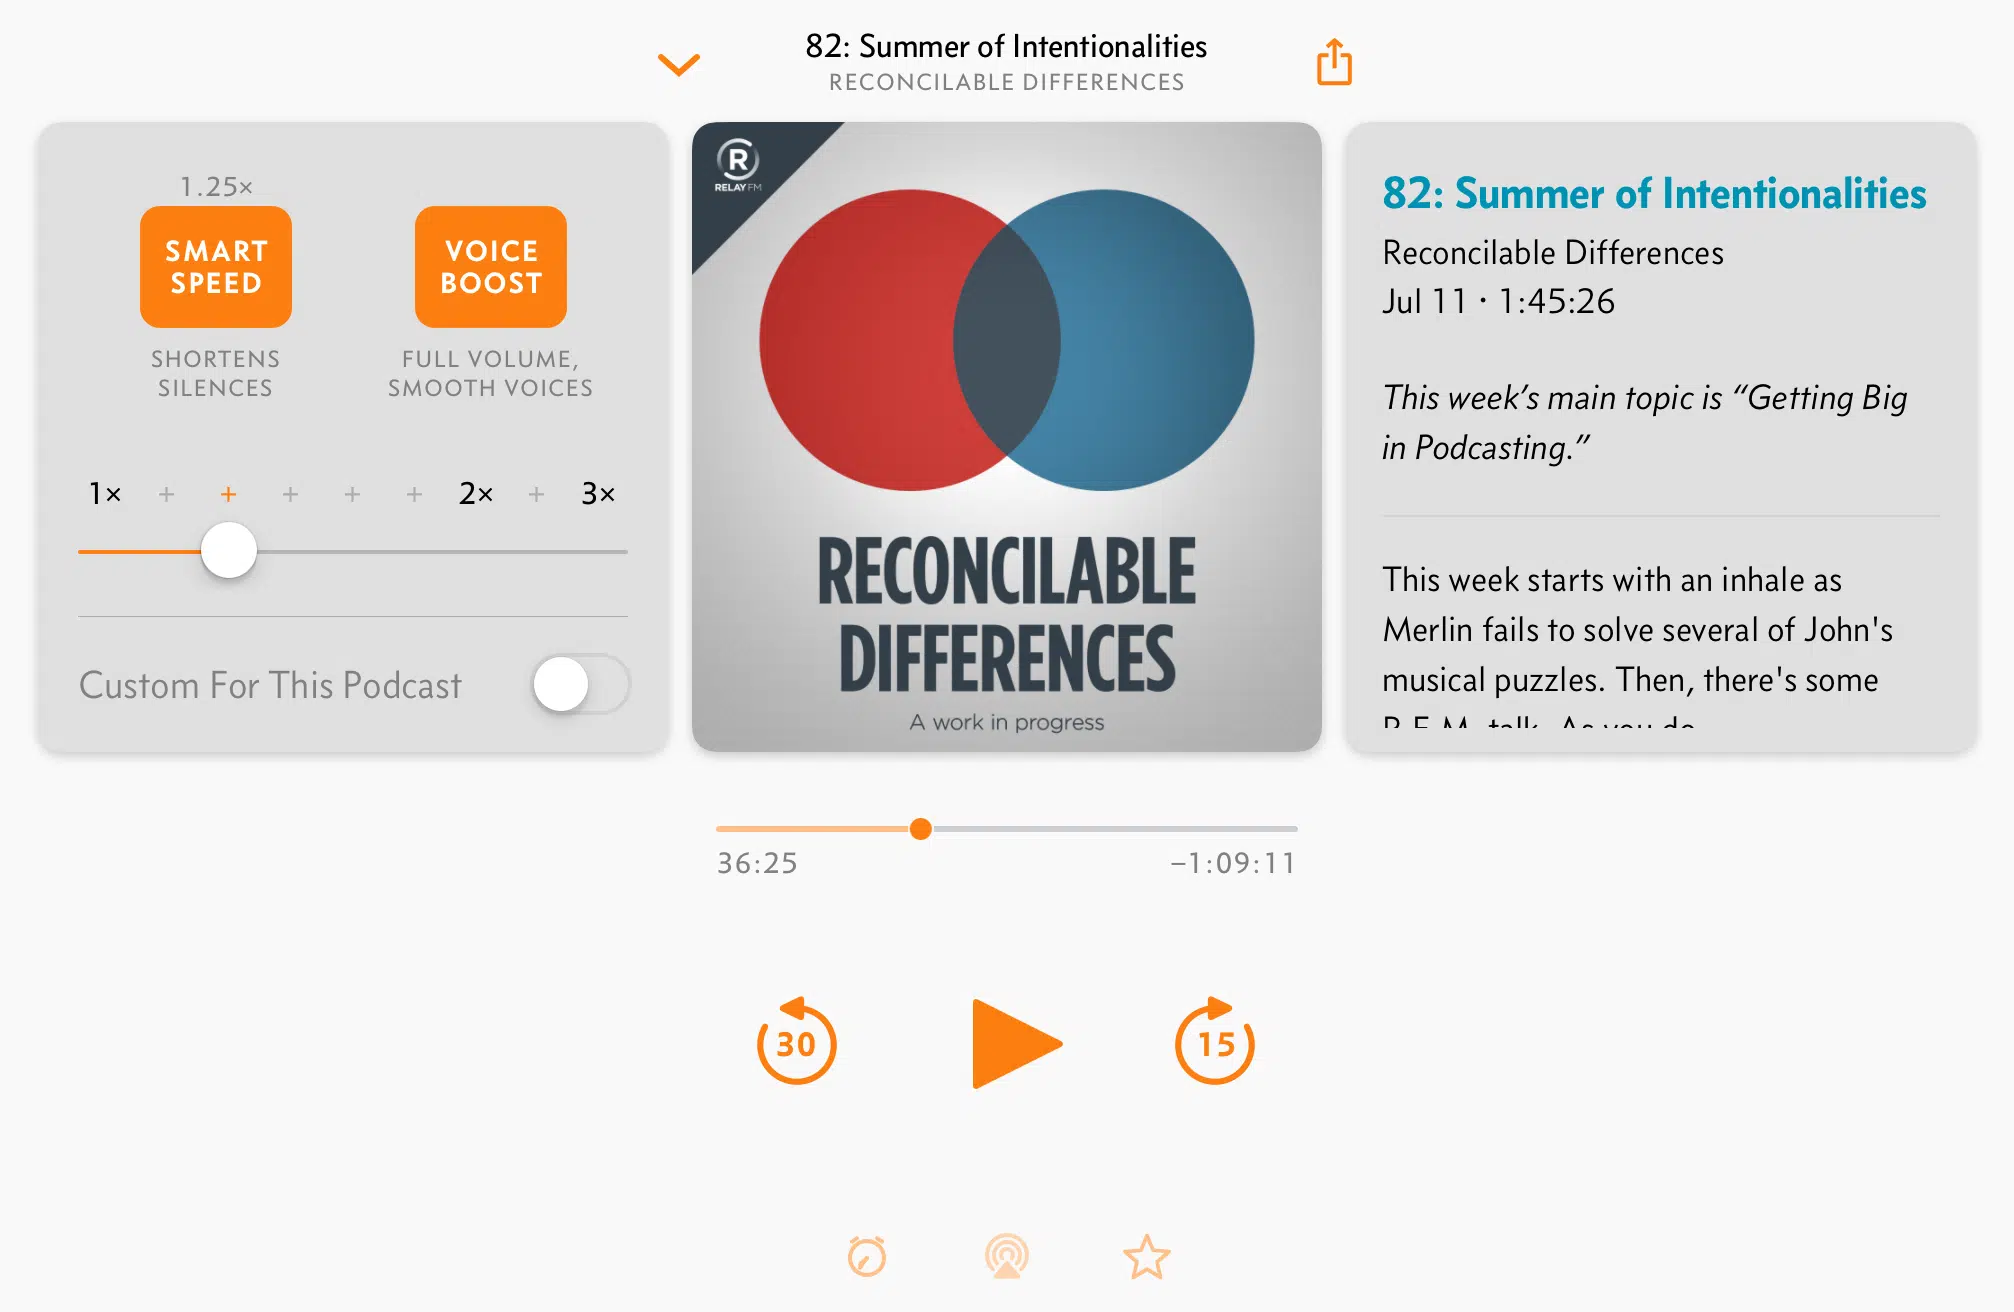 82: Summer of Intentionalities
RECONCILABLE DIFFERENCES
1.25×
SMART
SPEED
SHORTENS
SILENCES
VOICE
BOOST
FULL VOLUME,
SMOOTH VOICES
1× + + + + + 2× + 3×
Custom For This Podcast
R
RELAY FM
RECONCILABLE
DIFFERENCES
A work in progress
82: Summer of Intentionalities
Reconcilable Differences
Jul 11 · 1:45:26
This week’s main topic is “Getting Big
in Podcasting.”
This week starts with an inhale as
Merlin fails to solve several of John's
musical puzzles. Then, there's some
R.E.M. talk. As you do.
36:25
−1:09:11
30
15